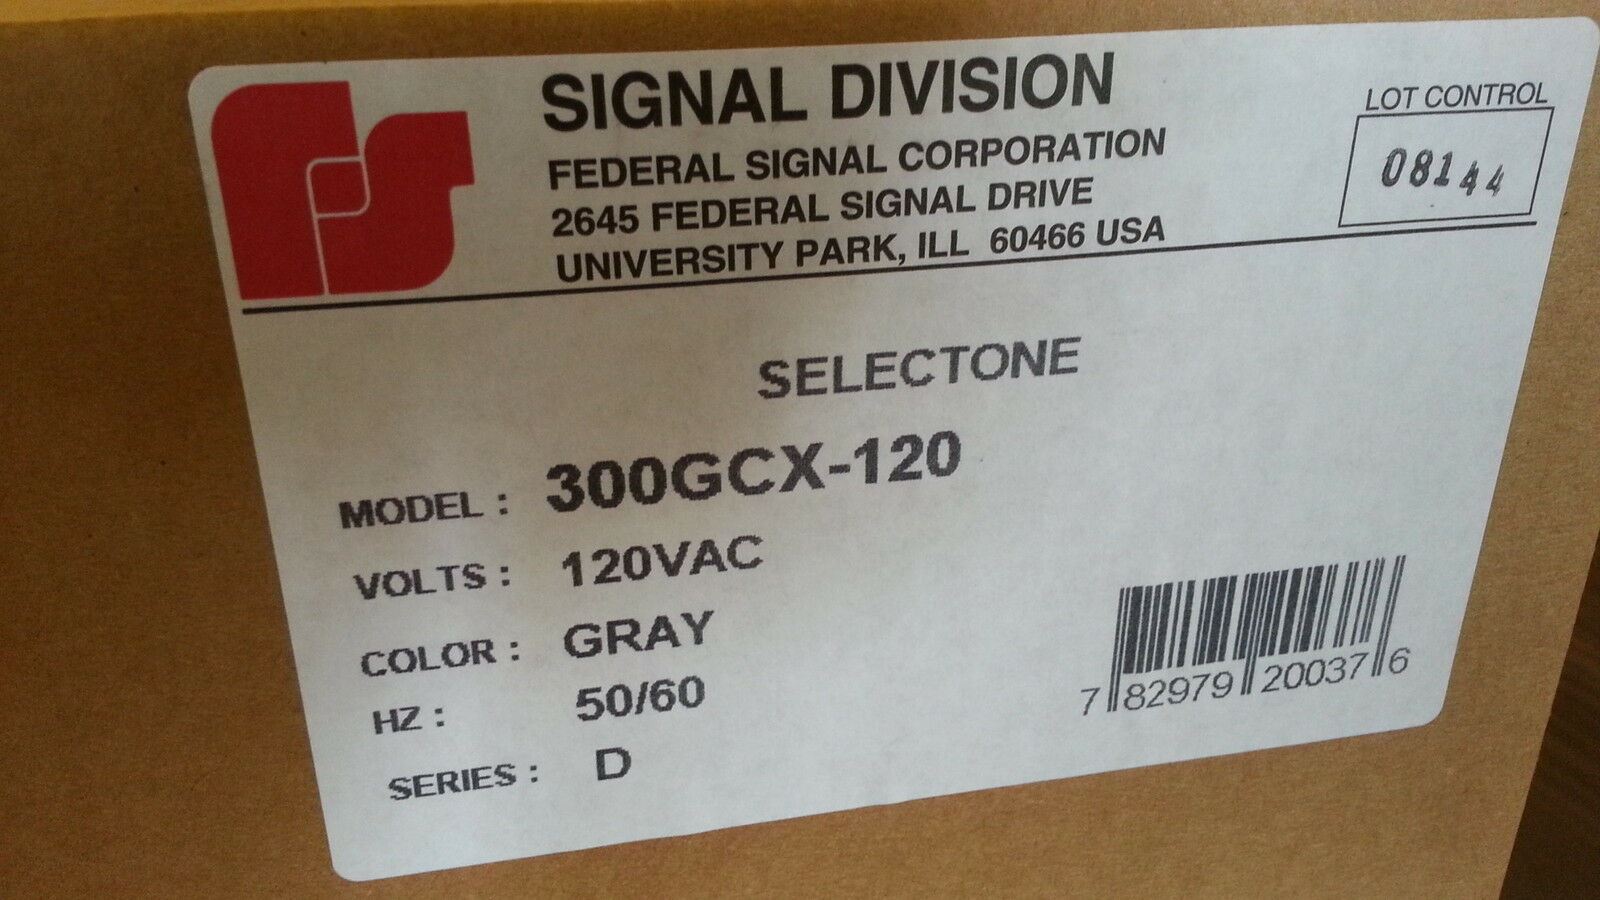 SIGNAL DIVISION
FEDERAL SIGNAL CORPORATION
2645 FEDERAL SIGNAL DRIVE
UNIVERSITY PARK, ILL 60466 USA
LOT CONTROL
08144
SELECTONE
MODEL : 300GCX-120
VOLTS : 120VAC
COLOR : GRAY
HZ : 50/60
SERIES : D
7 82979 20037 6